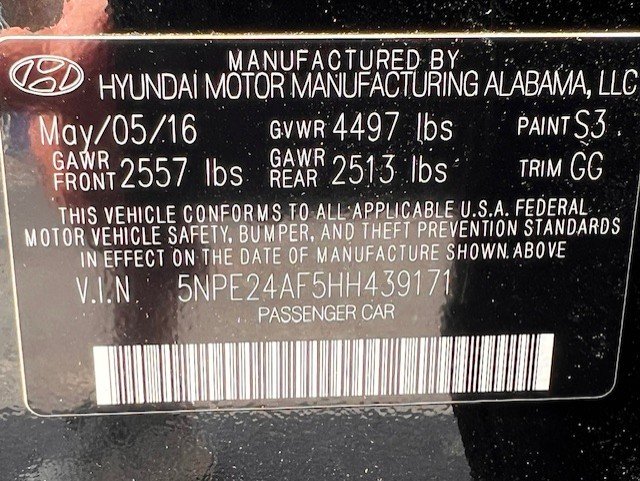 MANUFACTURED BY
HYUNDAI MOTOR MANUFACTURING ALABAMA, LLC
May/05/16 GVWR 4497 lbs PAINT S3
GAWR FRONT 2557 lbs GAWR REAR 2513 lbs TRIM GG
THIS VEHICLE CONFORMS TO ALL APPLICABLE U.S.A. FEDERAL
MOTOR VEHICLE SAFETY, BUMPER, AND THEFT PREVENTION STANDARDS
IN EFFECT ON THE DATE OF MANUFACTURE SHOWN ABOVE
V.I.N 5NPE24AF5HH439171
PASSENGER CAR